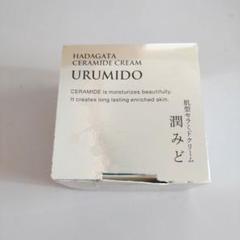 HADAGATA
CERAMIDE CREAM
URUMIDO
CERAMIDE is moisturizes beautifully.
It creates long lasting enriched skin.
肌型セラミドクリーム
潤みど